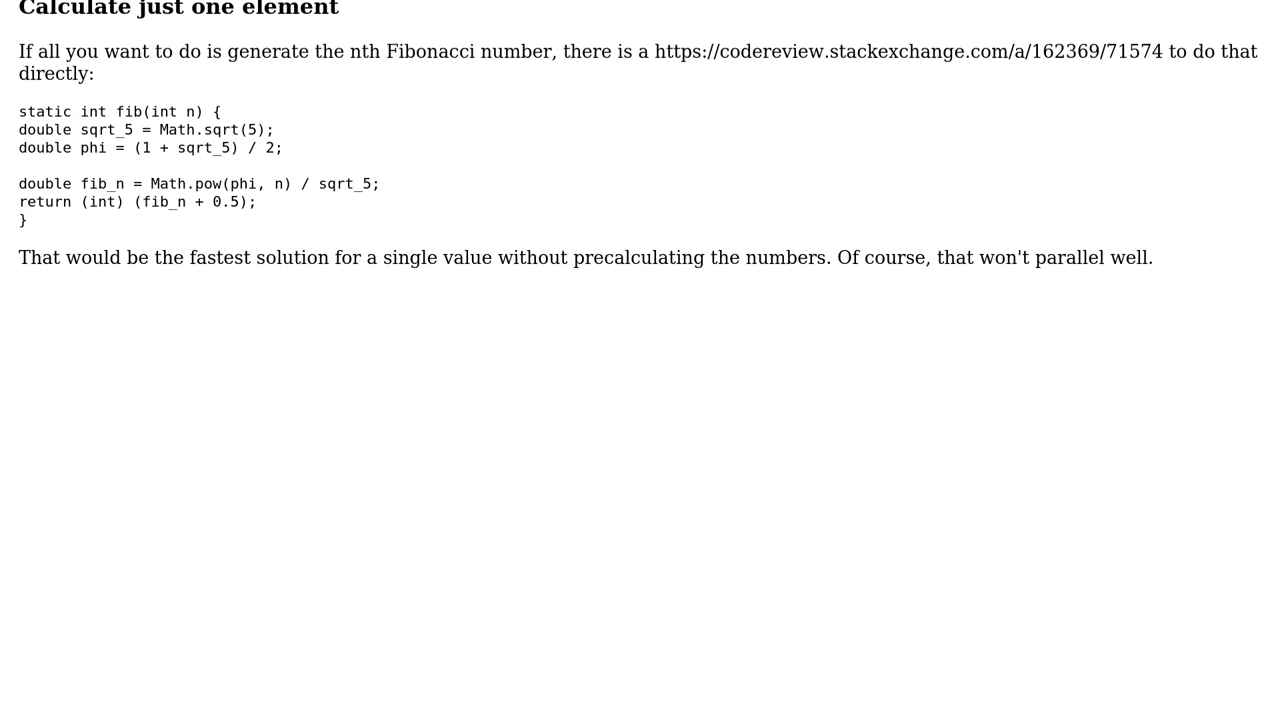 Calculate just one element
If all you want to do is generate the nth Fibonacci number, there is a https://codereview.stackexchange.com/a/162369/71574 to do that
directly:
static int fib(int n) {
double sqrt_5 = Math.sqrt(5);
double phi = (1 + sqrt_5) / 2;
double fib_n = Math.pow(phi, n) / sqrt_5;
return (int) (fib_n + 0.5);
}
That would be the fastest solution for a single value without precalculating the numbers. Of course, that won't parallel well.